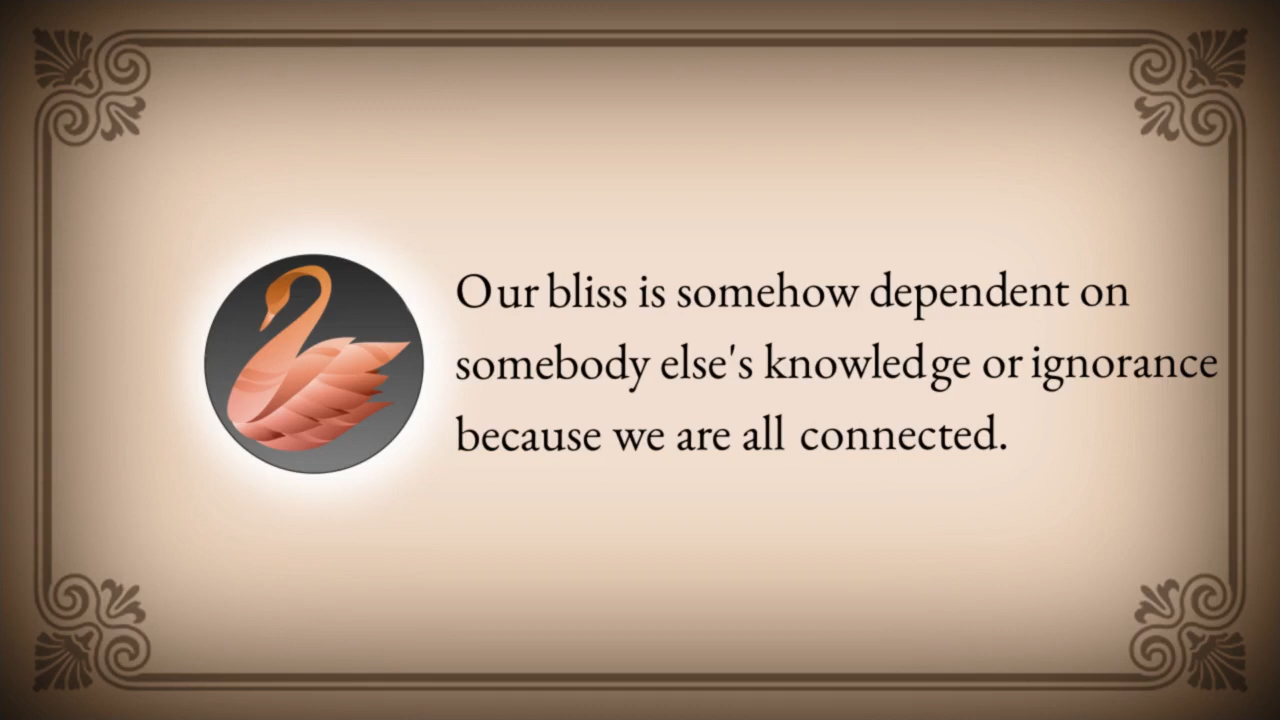 Our bliss is somehow dependent on
somebody else's knowledge or ignorance
because we are all connected.